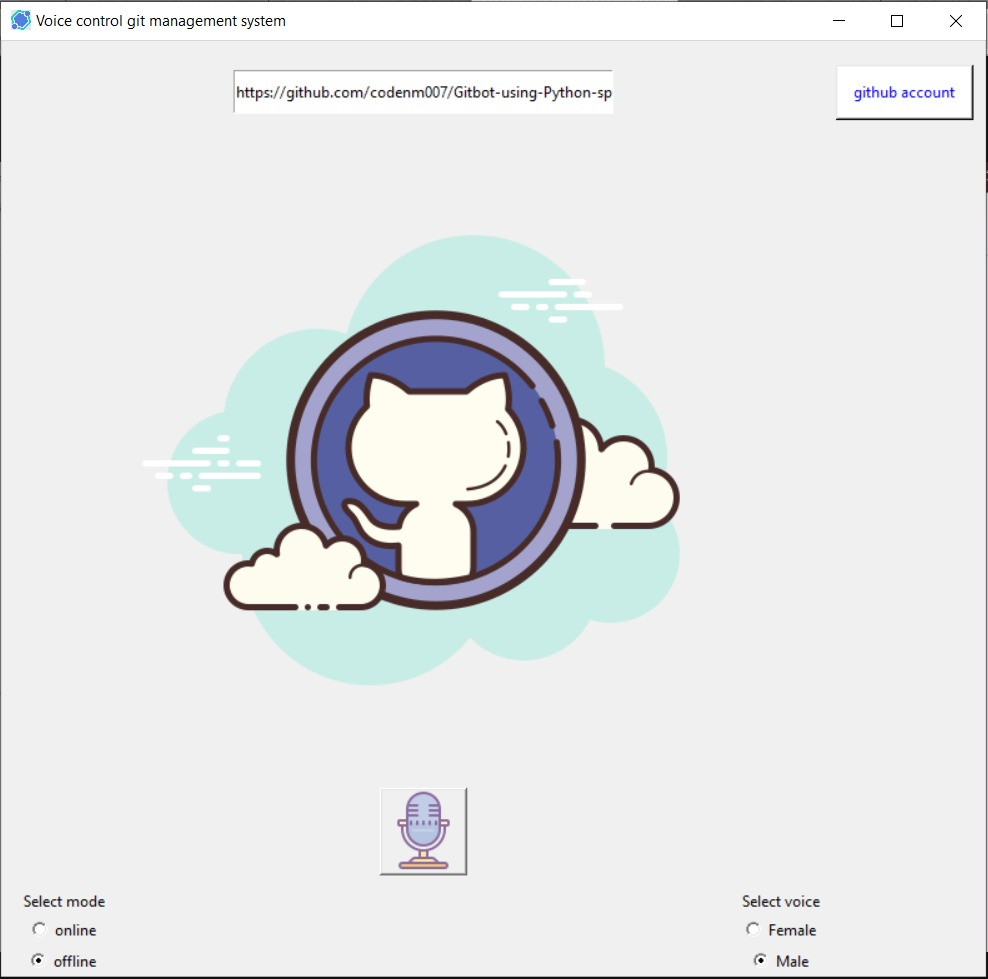 Voice control git management system
https://github.com/codenm007/Gitbot-using-Python-sp
github account
Select mode
online
offline
Select voice
Female
Male